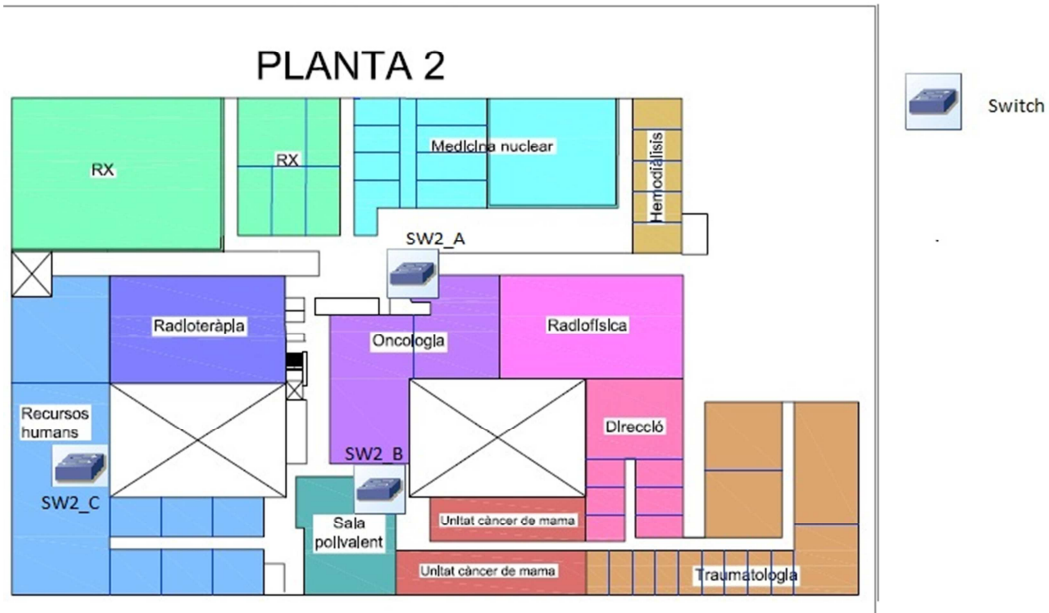 PLANTA 2
Switch
RX
RX
Medicina nuclear
Hemodiàlisis
SW2_A
Radioteràpia
Oncologia
Radiofísica
Recursos
humans
Direcció
SW2_B
SW2_C
Sala
polivalent
Unitat càncer de mama
Unitat càncer de mama
Traumatologia